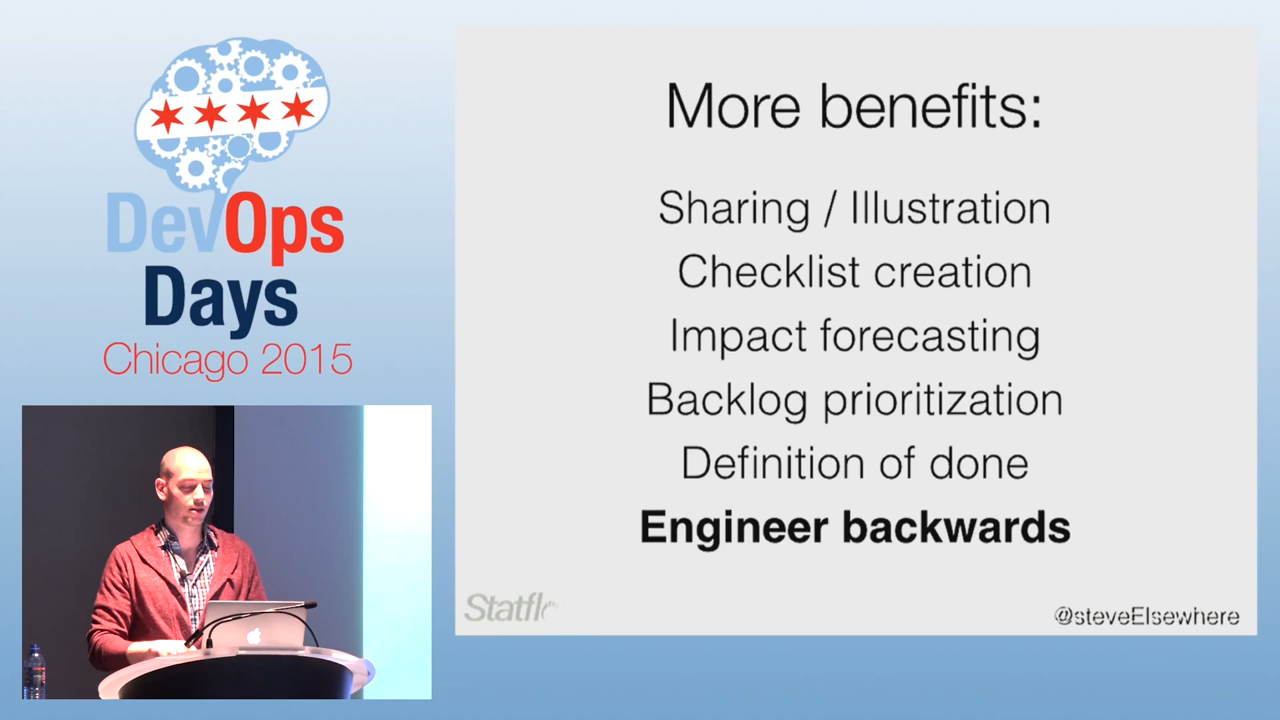 DevOps
Days
Chicago 2015
More benefits:
Sharing / Illustration
Checklist creation
Impact forecasting
Backlog prioritization
Definition of done
Engineer backwards
Statflo
@steveElsewhere